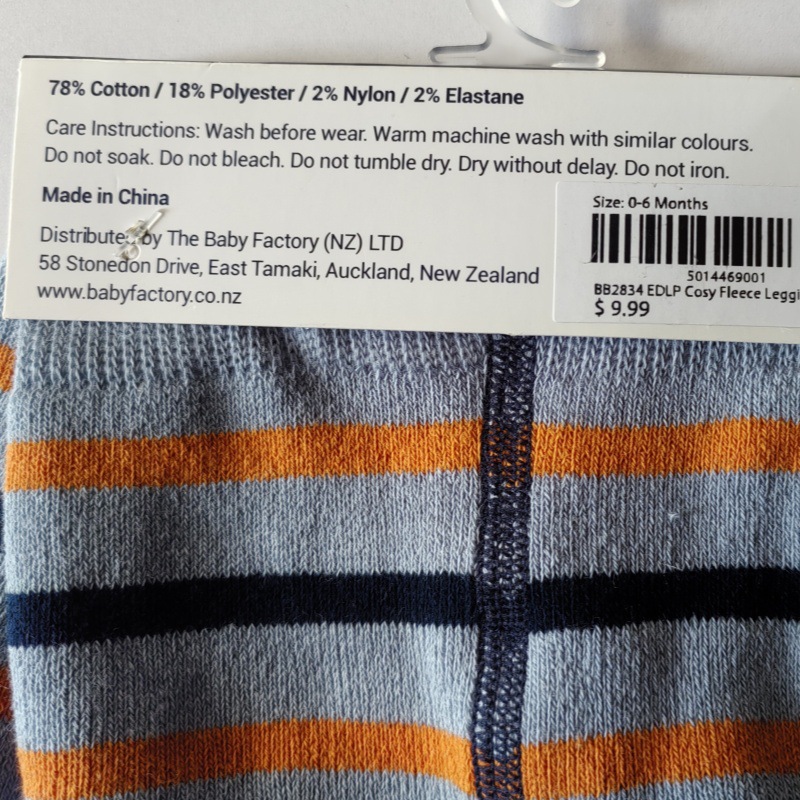 78% Cotton / 18% Polyester / 2% Nylon / 2% Elastane
Care Instructions: Wash before wear. Warm machine wash with similar colours.
Do not soak. Do not bleach. Do not tumble dry. Dry without delay. Do not iron.
Made in China
Distributed by The Baby Factory (NZ) LTD
58 Stonedon Drive, East Tamaki, Auckland, New Zealand
www.babyfactory.co.nz
Size: 0-6 Months
5014469001
BB2834 EDLP Cosy Fleece Leggi
$ 9.99